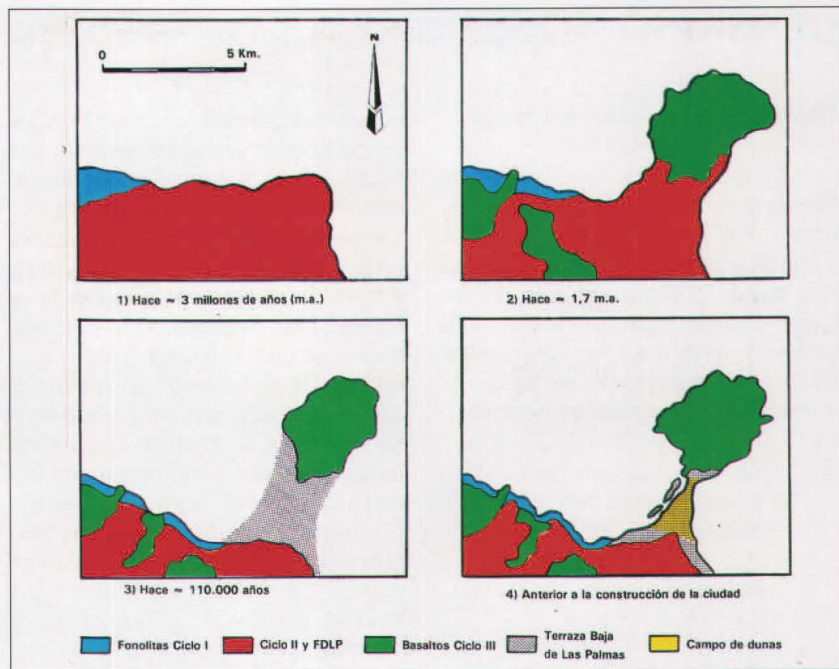 0 5 Km.
N
1) Hace ≈ 3 millones de años (m.a.)
2) Hace ≈ 1,7 m.a.
3) Hace ≈ 110.000 años
4) Anterior a la construcción de la ciudad
Fonolitas Ciclo I
Ciclo II y FDLP
Basaltos Ciclo III
Terraza Baja
de Las Palmas
Campo de dunas